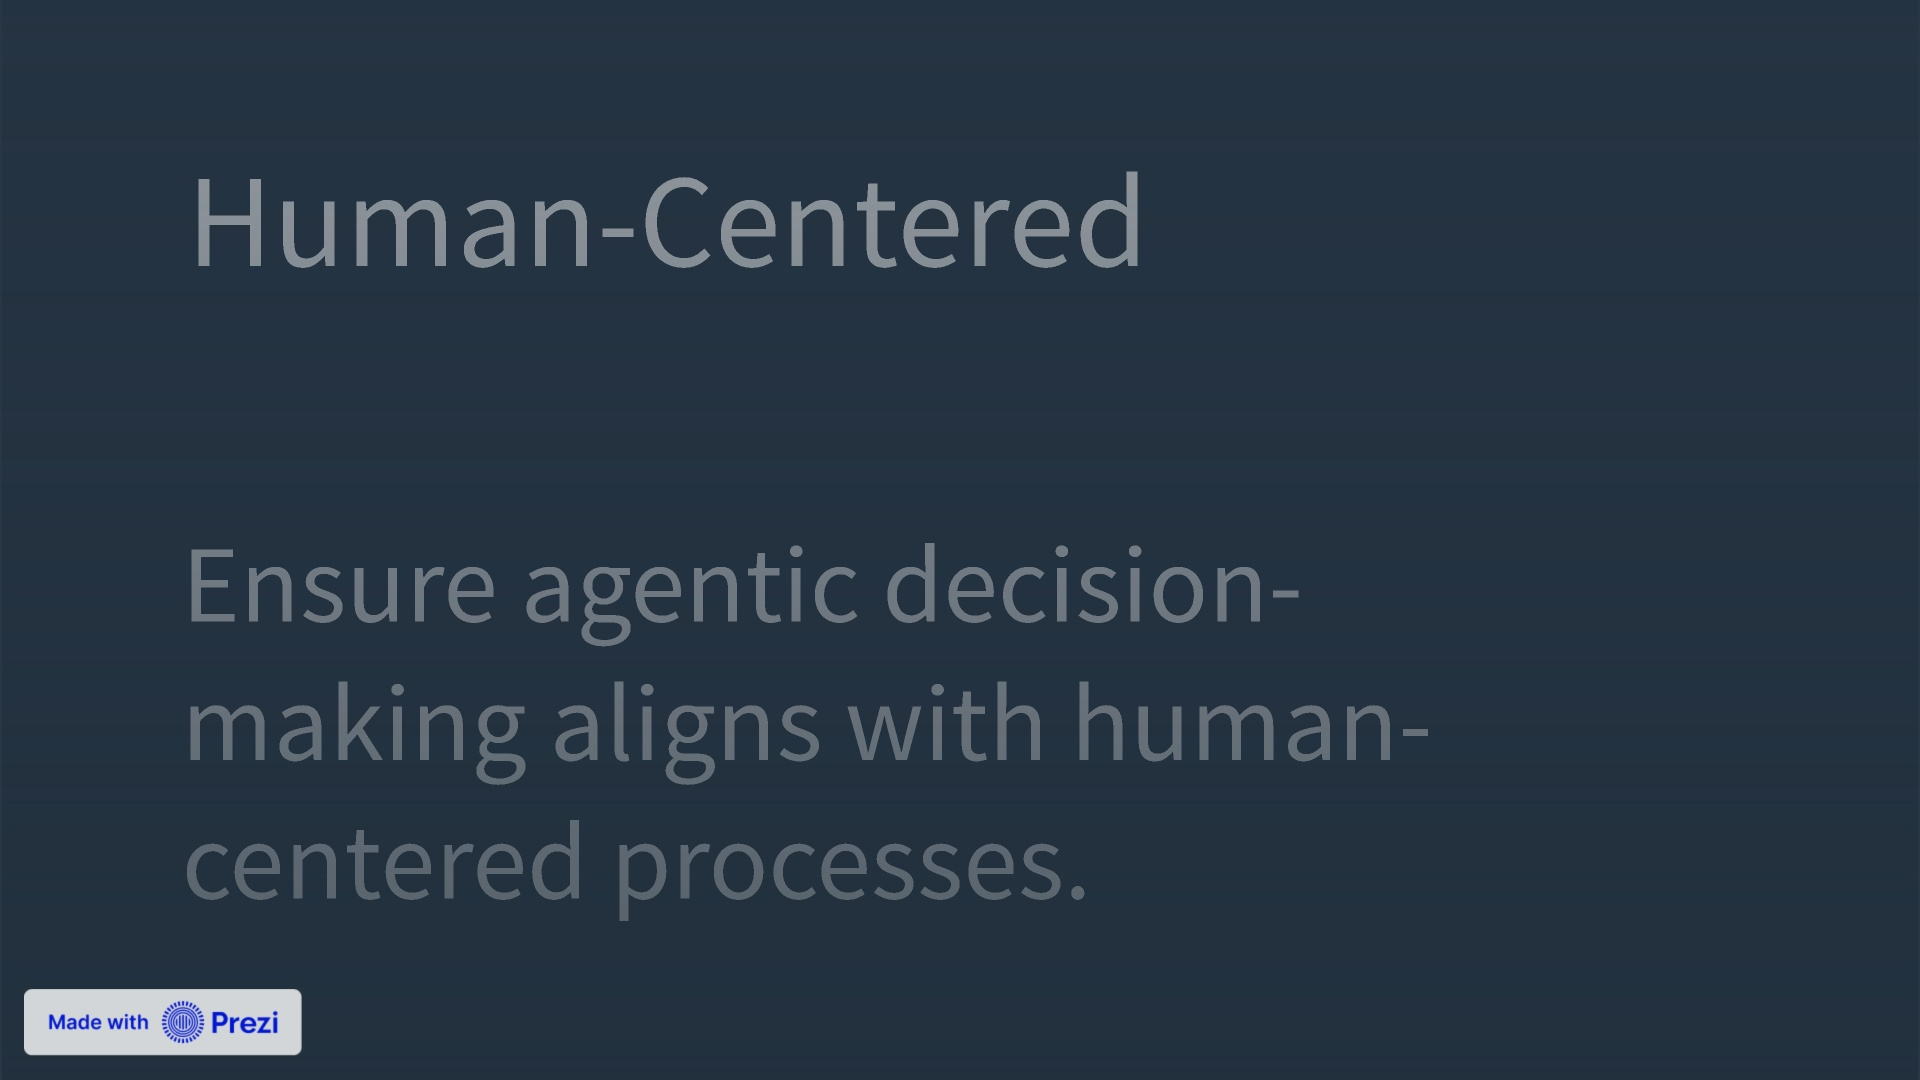 Human-Centered
Ensure agentic decision-
making aligns with human-
centered processes.
Made with Prezi